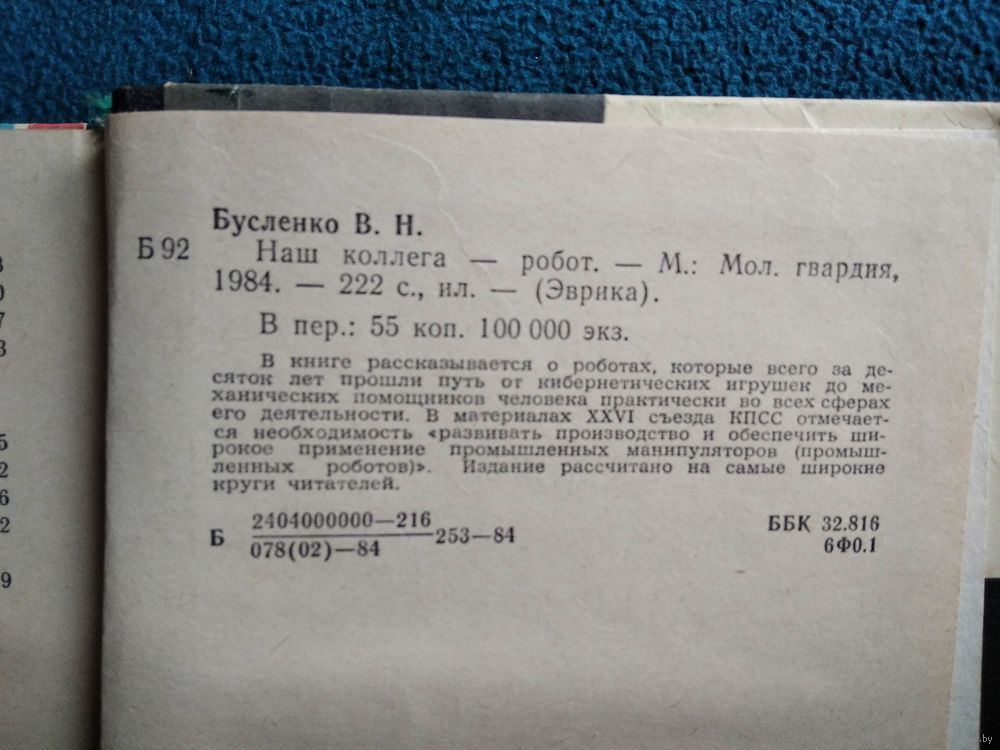 Бусленко В. Н.
Б 92 Наш коллега — робот. — М.: Мол. гвардия,
1984. — 222 с., ил. — (Эврика).
В пер.: 55 коп. 100 000 экз.
В книге рассказывается о роботах, которые всего за де-
сяток лет прошли путь от кибернетических игрушек до ме-
ханических помощников человека практически во всех сферах
его деятельности. В материалах XXVI съезда КПСС отмечает-
ся необходимость «развивать производство и обеспечить ши-
рокое применение промышленных манипуляторов (промыш-
ленных роботов)». Издание рассчитано на самые широкие
круги читателей.
Б 2404000000—216
078(02)—84 253—84
ББК 32.816
6Ф0.1